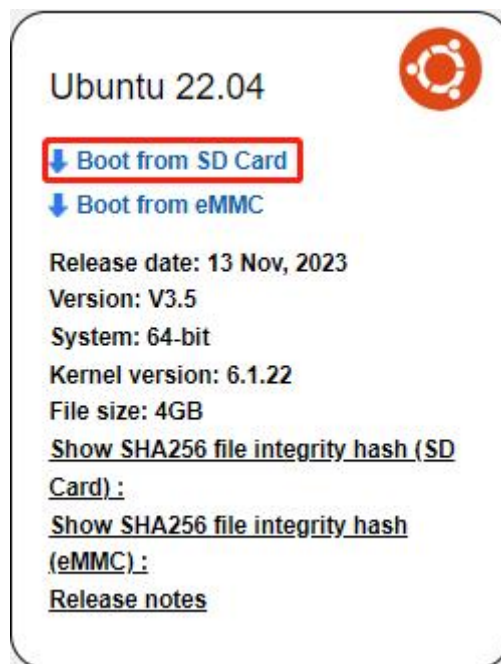 Ubuntu 22.04
Boot from SD Card
Boot from eMMC
Release date: 13 Nov, 2023
Version: V3.5
System: 64-bit
Kernel version: 6.1.22
File size: 4GB
Show SHA256 file integrity hash (SD
Card) :
Show SHA256 file integrity hash
(eMMC) :
Release notes